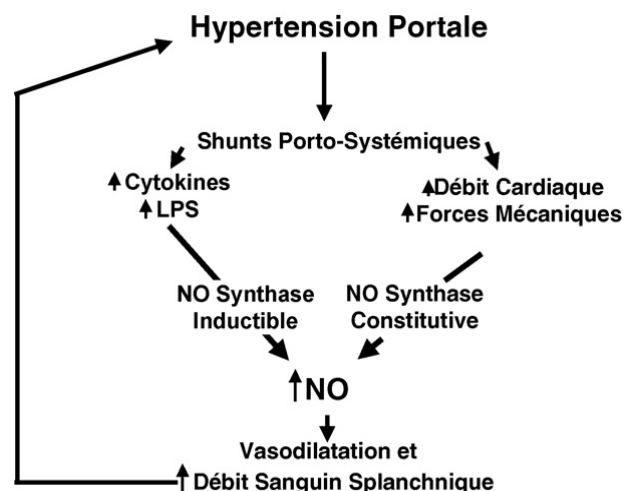 Hypertension Portale
Shunts Porto-Systémiques
Cytokines
LPS
Débit Cardiaque
Forces Mécaniques
NO Synthase
Inductible
NO Synthase
Constitutive
NO
Vasodilatation et
Débit Sanguin Splanchnique